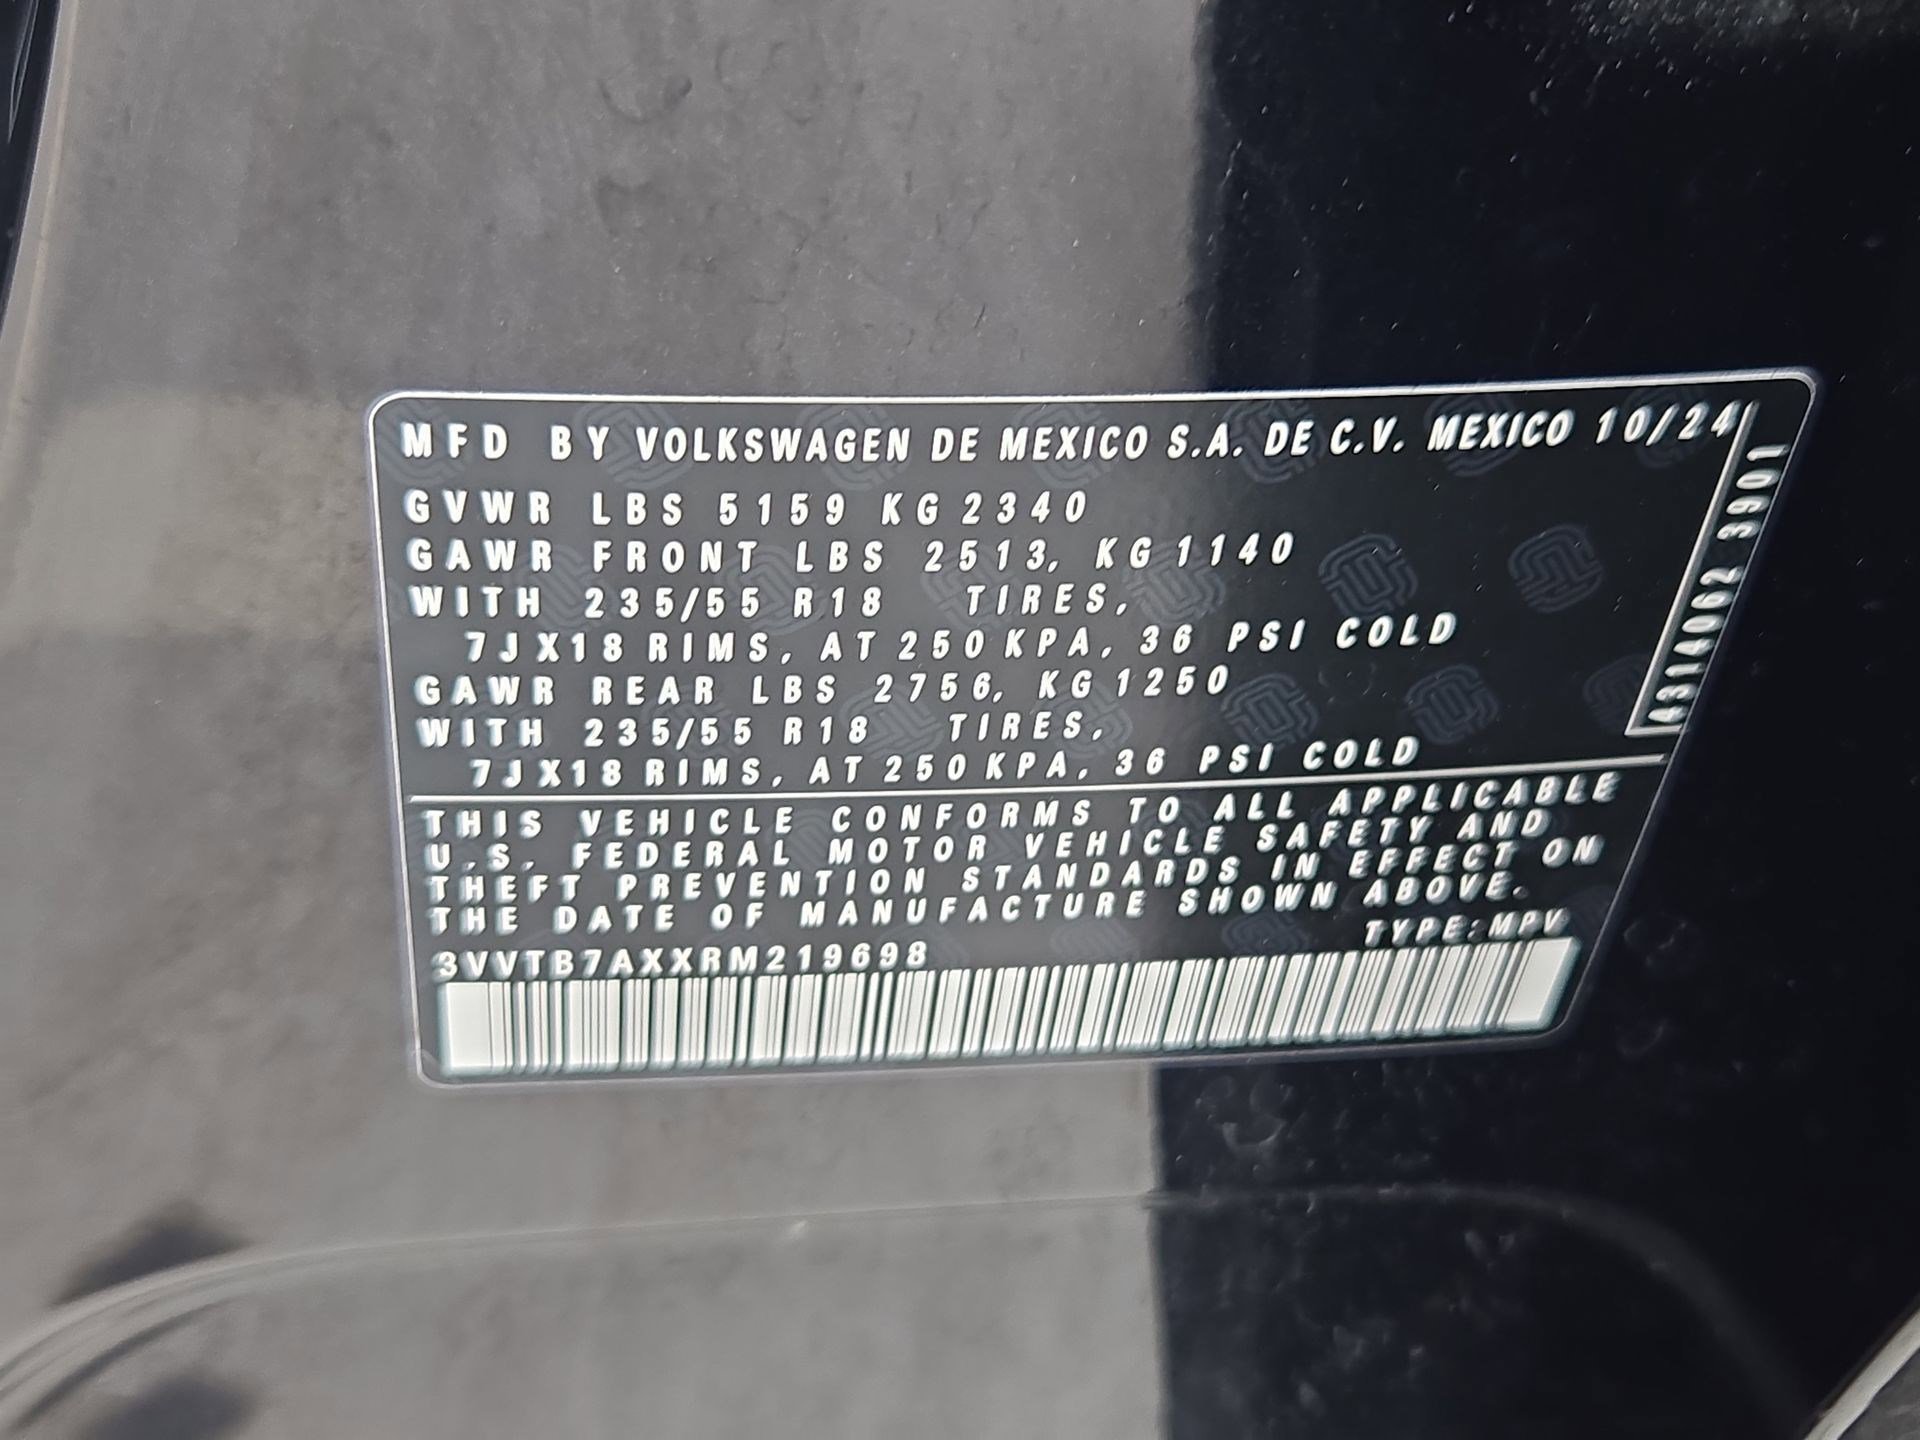 MFD BY VOLKSWAGEN DE MEXICO S.A. DE C.V. MEXICO 10/24
GVWR LBS 5159 KG 2340
GAWR FRONT LBS 2513, KG 1140
WITH 235/55 R18 TIRES,
7JX18 RIMS, AT 250 KPA, 36 PSI COLD
GAWR REAR LBS 2756, KG 1250
WITH 235/55 R18 TIRES,
7JX18 RIMS, AT 250 KPA, 36 PSI COLD
4314062 3901
THIS VEHICLE CONFORMS TO ALL APPLICABLE
U.S. FEDERAL MOTOR VEHICLE SAFETY AND
THEFT PREVENTION STANDARDS IN EFFECT ON
THE DATE OF MANUFACTURE SHOWN ABOVE.
TYPE:MPV
3VVTB7AXXRM219698